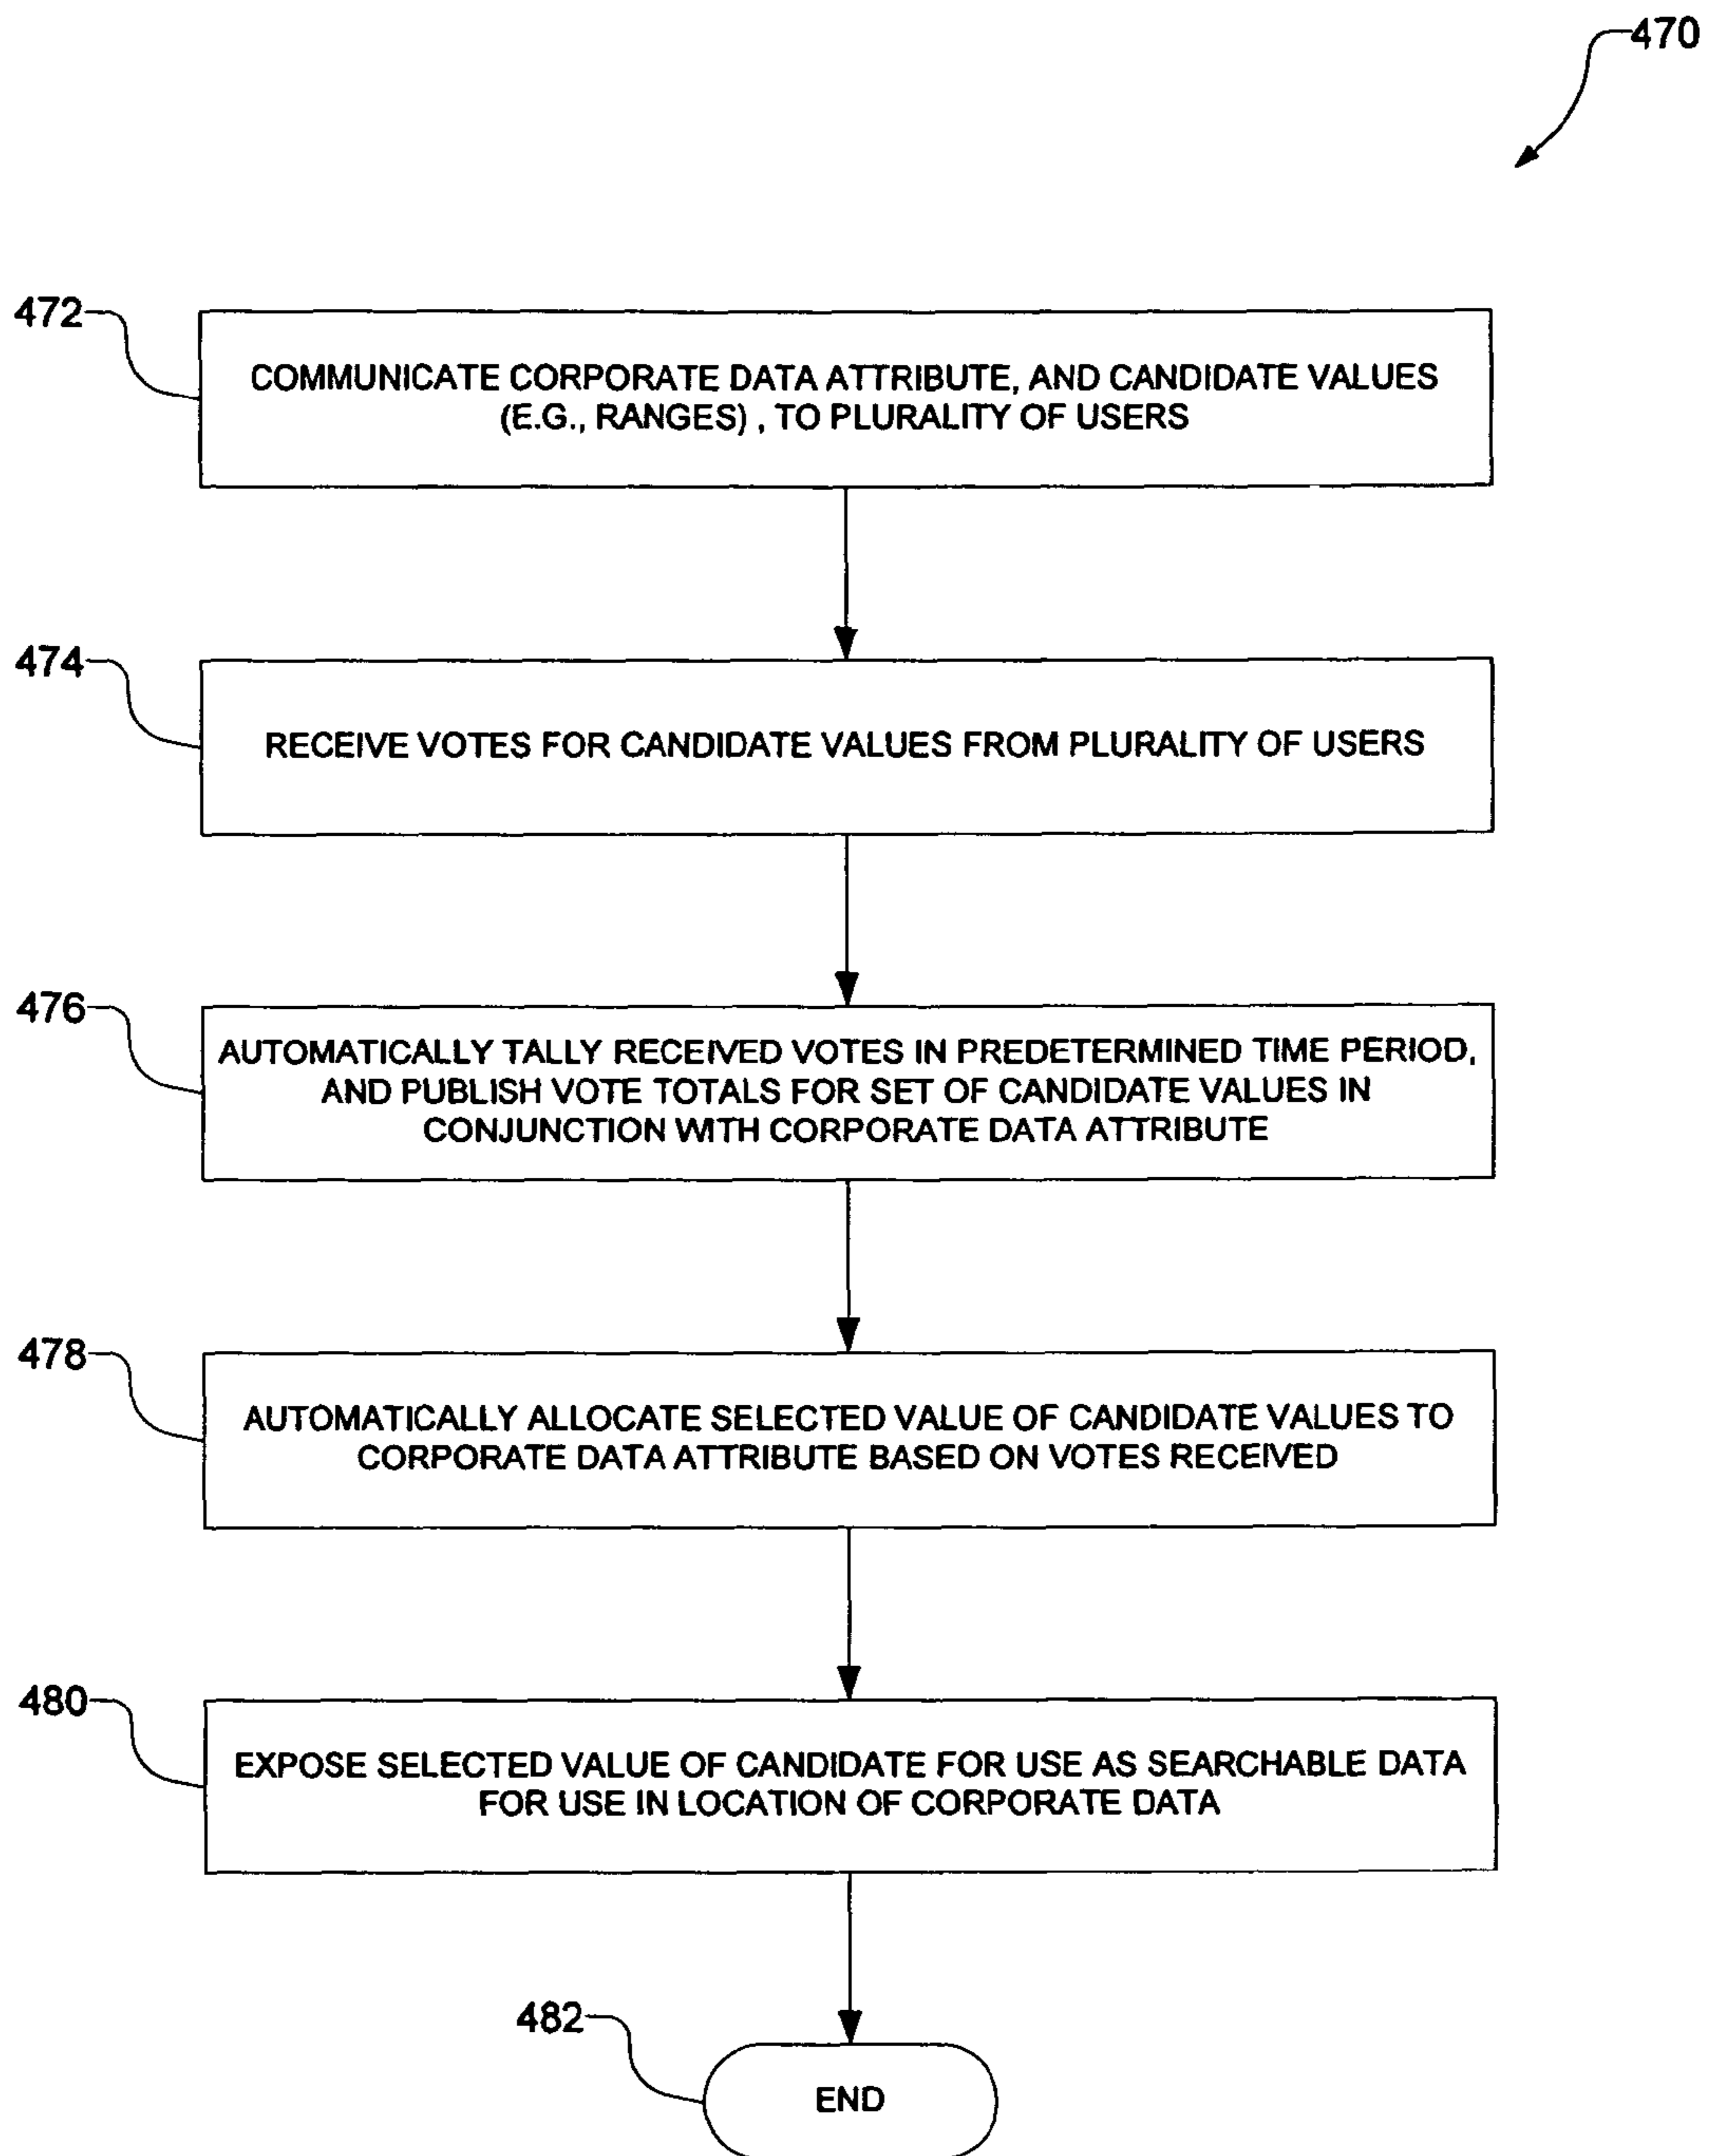 470
472
COMMUNICATE CORPORATE DATA ATTRIBUTE, AND CANDIDATE VALUES
(E.G., RANGES) , TO PLURALITY OF USERS
474
RECEIVE VOTES FOR CANDIDATE VALUES FROM PLURALITY OF USERS
476
AUTOMATICALLY TALLY RECEIVED VOTES IN PREDETERMINED TIME PERIOD,
AND PUBLISH VOTE TOTALS FOR SET OF CANDIDATE VALUES IN
CONJUNCTION WITH CORPORATE DATA ATTRIBUTE
478
AUTOMATICALLY ALLOCATE SELECTED VALUE OF CANDIDATE VALUES TO
CORPORATE DATA ATTRIBUTE BASED ON VOTES RECEIVED
480
EXPOSE SELECTED VALUE OF CANDIDATE FOR USE AS SEARCHABLE DATA
FOR USE IN LOCATION OF CORPORATE DATA
482
END